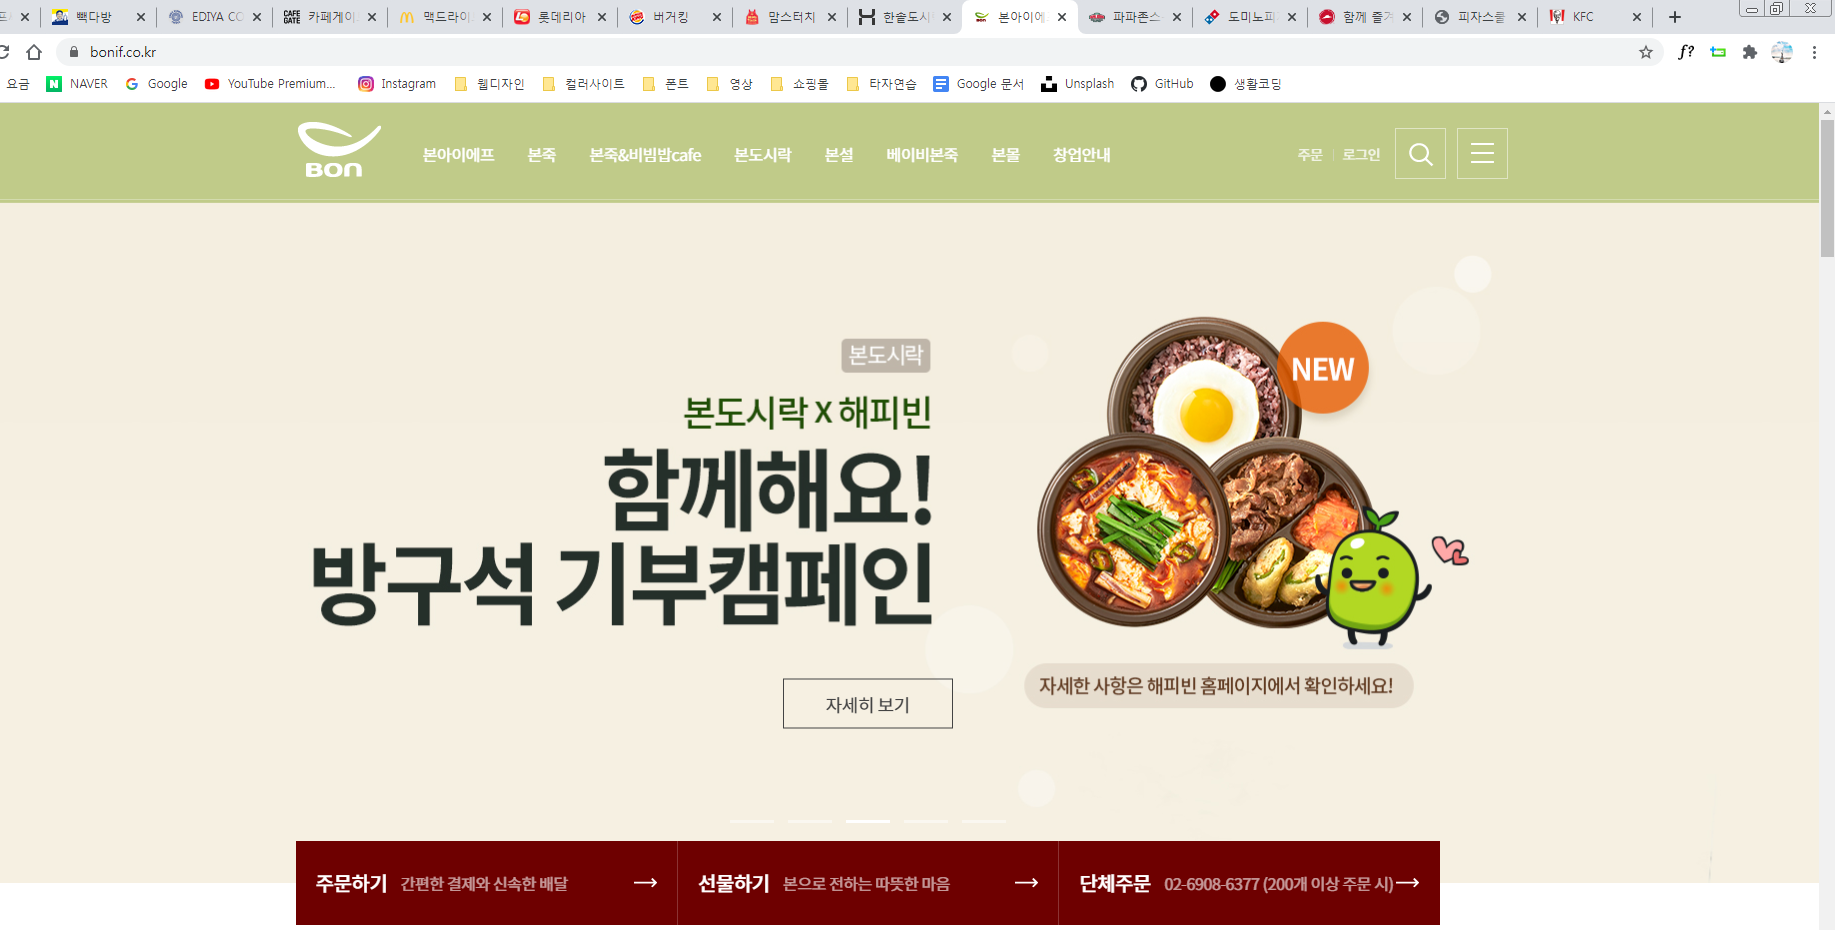 빽다방
EDIYA CO
CAFE GATE 카페게이
맥드라이
롯데리아
버거킹
맘스터치
한솔도시
본아이에
파파존스
도미노피
함께 즐겨
피자스쿨
KFC
bonif.co.kr
f?
요금
NAVER
Google
YouTube Premium...
Instagram
웹디자인
컬러사이트
폰트
영상
쇼핑몰
타자연습
Google 문서
Unsplash
GitHub
생활코딩
BON
본아이에프
본죽
본죽&비빔밥cafe
본도시락
본설
베이비본죽
본몰
창업안내
주문
로그인
본도시락
본도시락 X 해피빈
함께해요!
방구석 기부캠페인
자세히 보기
NEW
자세한 사항은 해피빈 홈페이지에서 확인하세요!
주문하기 간편한 결제와 신속한 배달
선물하기 본으로 전하는 따뜻한 마음
단체주문 02-6908-6377 (200개 이상 주문 시)